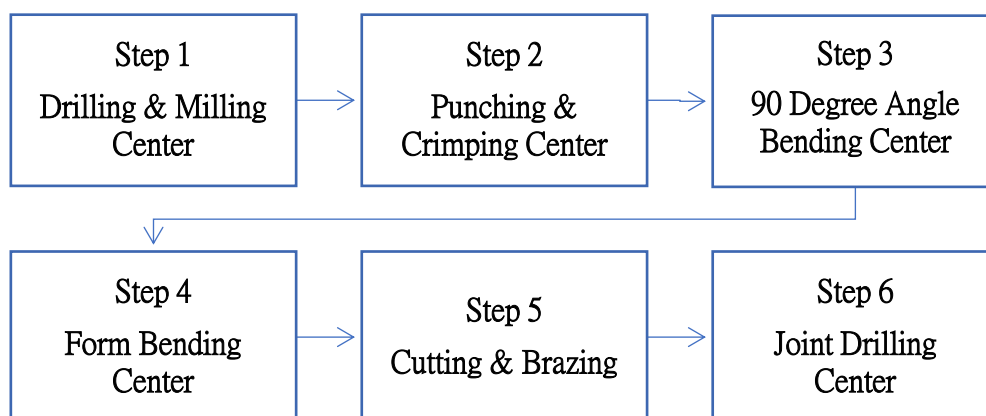 Step 1
Drilling & Milling
Center
Step 2
Punching &
Crimping Center
Step 3
90 Degree Angle
Bending Center
Step 4
Form Bending
Center
Step 5
Cutting & Brazing
Step 6
Joint Drilling
Center